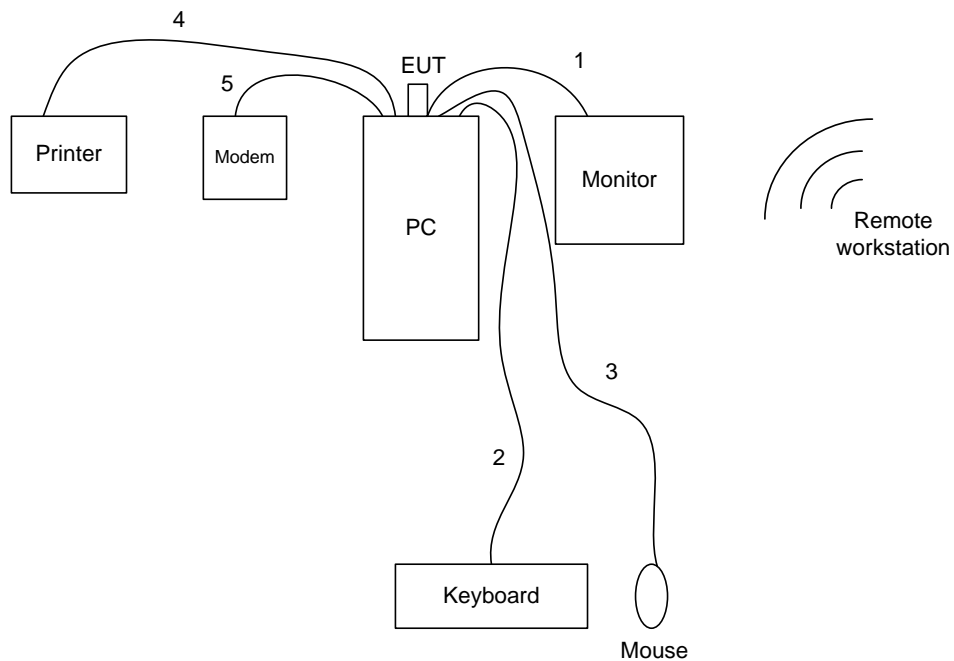 4
5
EUT
1
Printer
Modem
PC
Monitor
Remote
workstation
3
2
Keyboard
Mouse